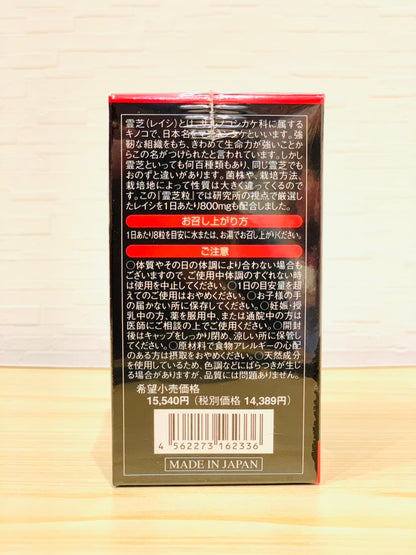 霊芝（レイシ）とは、サルノコシカケ科に属する
キノコで、日本名をマンネンタケといいます。強
靭な組織をもち、きわめて生命力が強いことか
らこの名がつけられたと言われています。しかし
霊芝といっても何百種類もあり、同じ霊芝でも
おのずと違いがあります。菌株や、栽培方法、
栽培地によって性質は大きく違ってくるので
す。この『霊芝粒』では研究所の視点で厳選し
たレイシを1日あたり800mgも配合しました。
お召し上がり方
1日あたり8粒を目安に水または、お湯でお召し上がりください。
ご注意
○体質やその日の体調により合わない場合も
ございますので、ご使用中体調のすぐれない時
は使用を中止してください。○1日の目安量を超
えてのご使用はおやめください。○お子様の手
の届かない所に保存してください。○妊娠・授
乳中の方、薬を服用中、または通院中の方は
医師にご相談の上でご使用ください。○開封
後はキャップをしっかり閉め、涼しい所に保管し
てください。○原材料で食物アレルギーの心配
のある方は摂取をおやめください。○天然成分
を使用しているため、色調などにばらつきが生じ
る場合がありますが、品質には問題ありません。
希望小売価格
15,540円（税別価格 14,389円）
4 562273 162336
MADE IN JAPAN